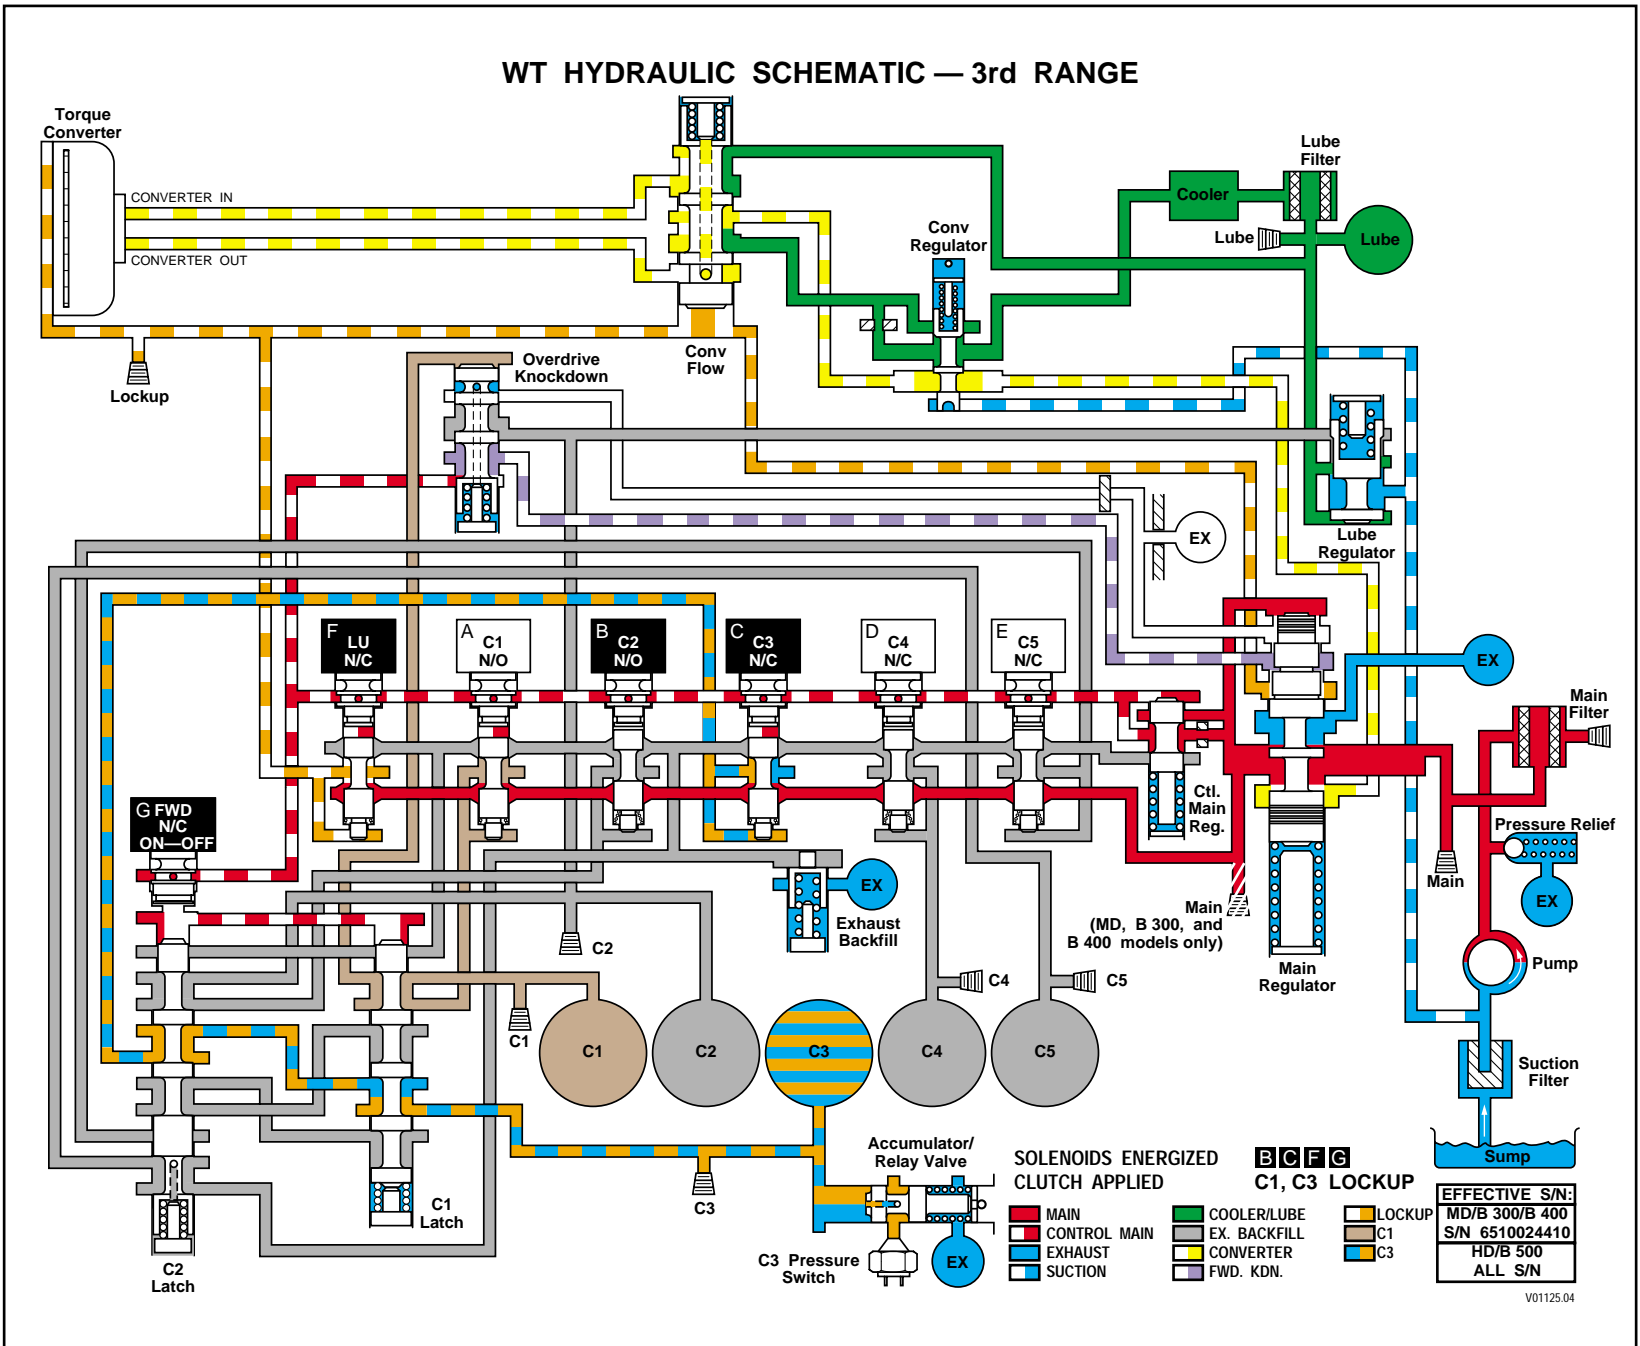 WT HYDRAULIC SCHEMATIC — 3rd RANGE
Torque
Converter
CONVERTER IN
CONVERTER OUT
Lockup
Overdrive
Knockdown
Conv
Flow
Conv
Regulator
Cooler
Lube
Filter
Lube
Lube
Lube
Regulator
EX
EX
F
LU
N/C
A
C1
N/O
B
C2
N/O
C
C3
N/C
D
C4
N/C
E
C5
N/C
G FWD
N/C
ON—OFF
Ctl.
Main
Reg.
Main
Filter
Pressure Relief
EX
Main
Main
(MD, B 300, and
B 400 models only)
Main
Regulator
Pump
EX
Exhaust
Backfill
C2
C4
C5
C1
C1
C2
C3
C4
C5
Suction
Filter
Sump
C1
Latch
C2
Latch
C3
Accumulator/
Relay Valve
C3 Pressure
Switch
EX
SOLENOIDS ENERGIZED B C F G
CLUTCH APPLIED C1, C3 LOCKUP
MAIN
CONTROL MAIN
EXHAUST
SUCTION
COOLER/LUBE
EX. BACKFILL
CONVERTER
FWD. KDN.
LOCKUP
C1
C3
EFFECTIVE S/N:
MD/B 300/B 400
S/N 6510024410
HD/B 500
ALL S/N
V01125.04